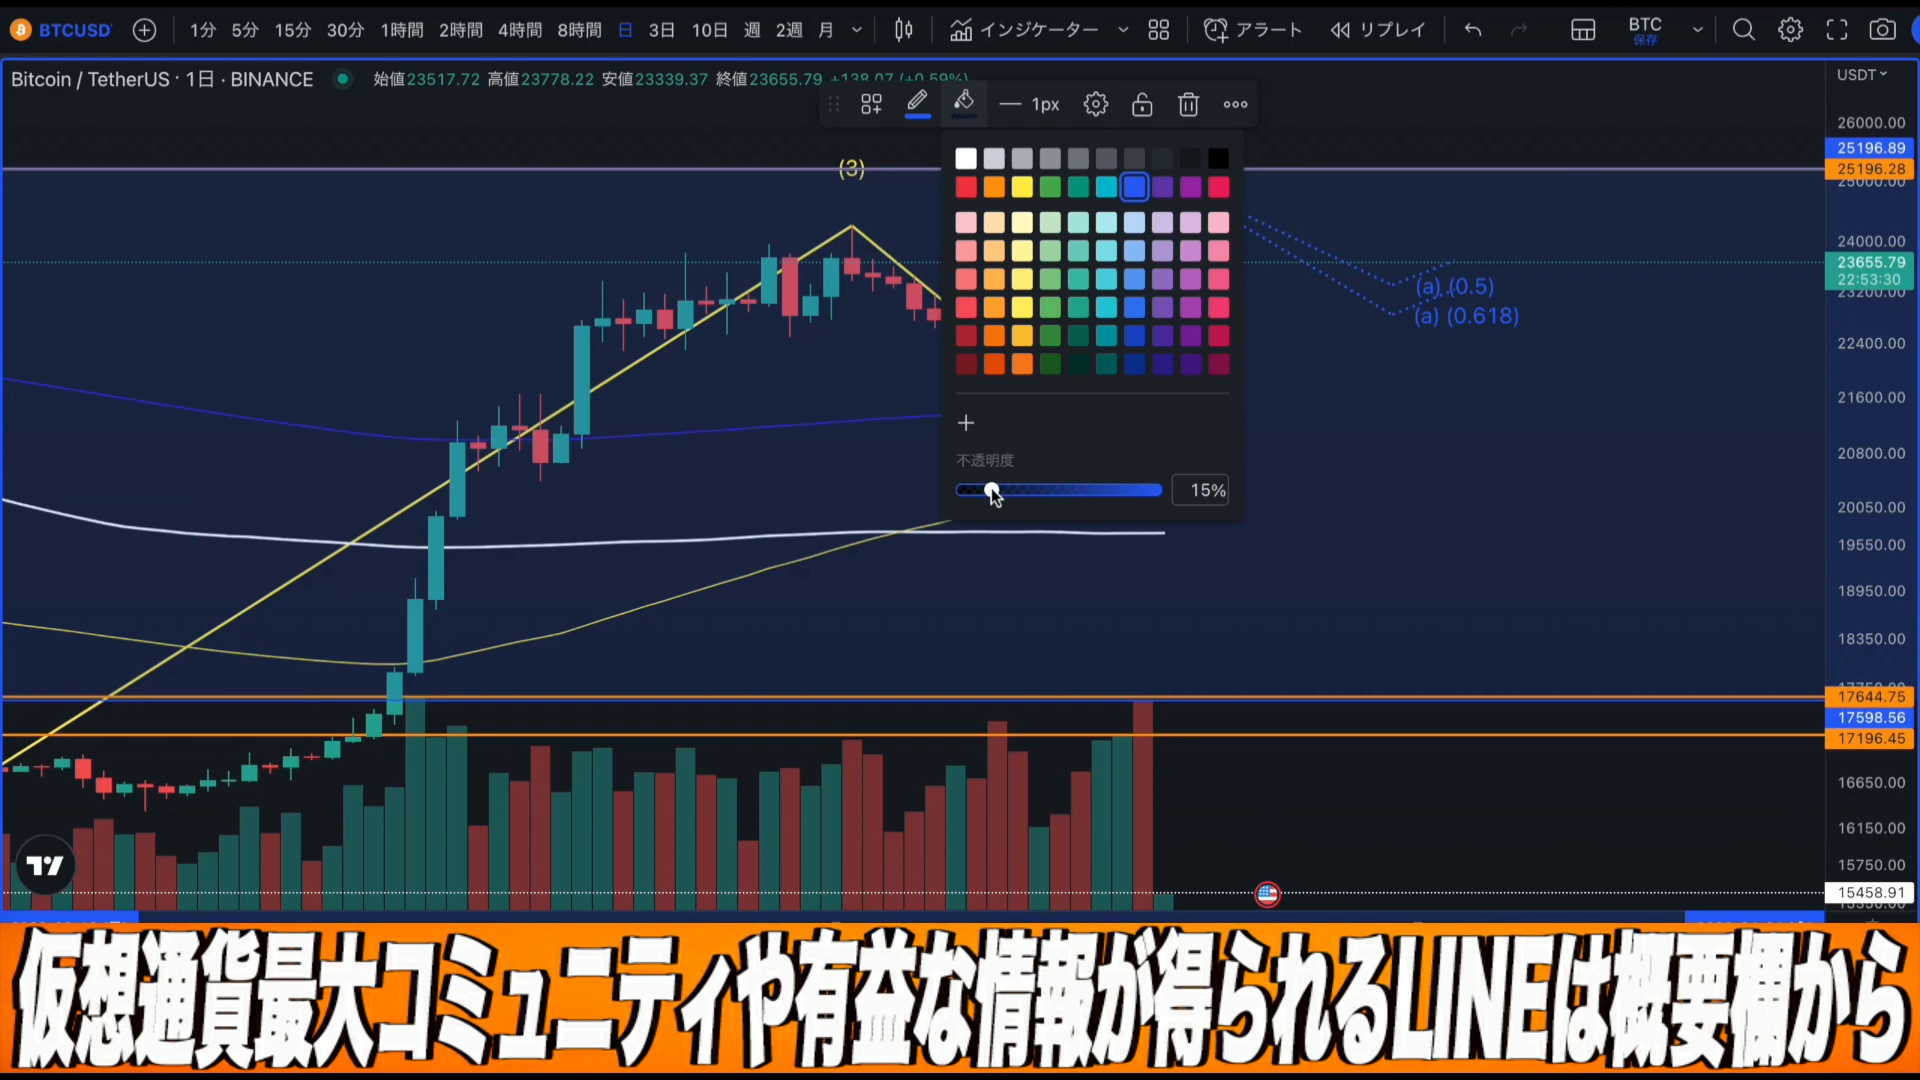 BTCUSD 1分 5分 15分 30分 1時間 2時間 4時間 8時間 日 3日 10日 週 2週 月 インジケーター アラート リプレイ BTC
保存
Bitcoin / TetherUS · 1日 · BINANCE 始値23517.72 高値23778.22 安値23339.37 終値23655.79 +138.07 (+0.59%)
USDT
1px
26000.00
25196.89
25196.28
25000.00
(3)
24000.00
23655.79
22:53:30
23200.00
(a) (0.5)
(a) (0.618)
22400.00
21600.00
20800.00
不透明度
15%
20050.00
19550.00
18950.00
18350.00
17644.75
17598.56
17196.45
16650.00
16150.00
15750.00
15458.91
仮想通貨最大コミュニティや有益な情報が得られるLINEは概要欄から